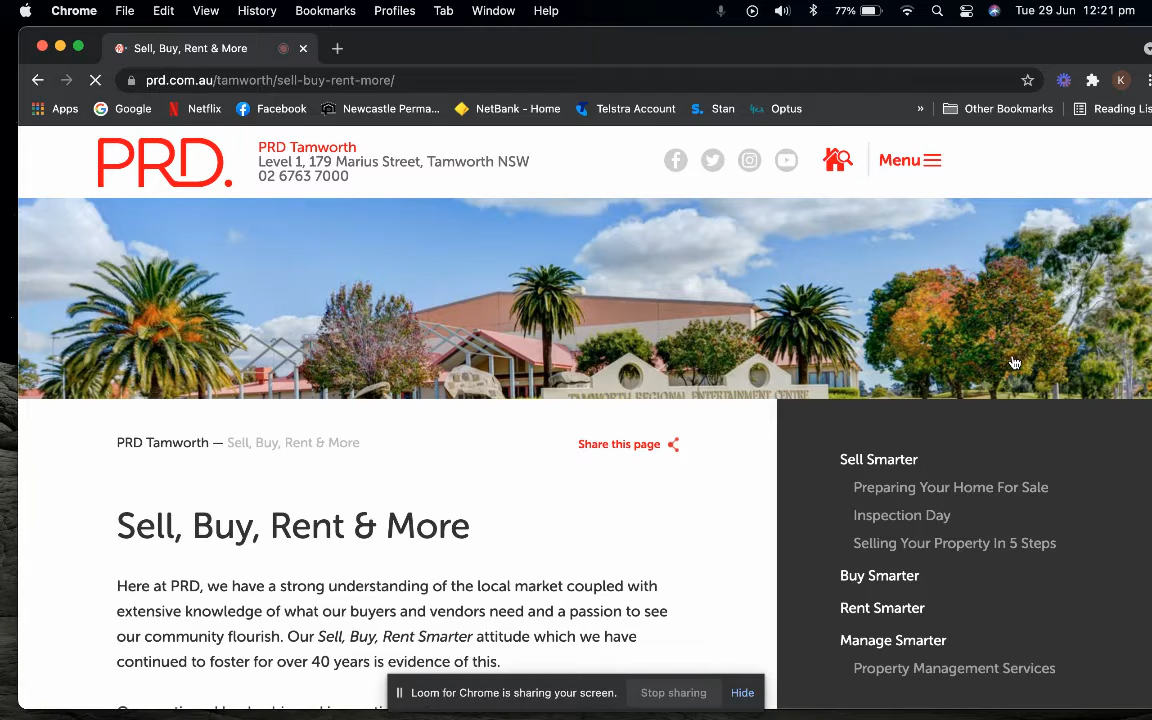 Chrome File Edit View History Bookmarks Profiles Tab Window Help 77% Tue 29 Jun 12:21 pm
Sell, Buy, Rent & More
prd.com.au/tamworth/sell-buy-rent-more/ K
Apps Google Netflix Facebook Newcastle Perma... NetBank - Home Telstra Account Stan Optus » Other Bookmarks Reading Lis
PRD.
PRD Tamworth
Level 1, 179 Marius Street, Tamworth NSW
02 6763 7000
Menu
TAMWORTH REGIONAL ENTERTAINMENT CENTRE
PRD Tamworth — Sell, Buy, Rent & More
Share this page
Sell, Buy, Rent & More
Here at PRD, we have a strong understanding of the local market coupled with
extensive knowledge of what our buyers and vendors need and a passion to see
our community flourish. Our Sell, Buy, Rent Smarter attitude which we have
continued to foster for over 40 years is evidence of this.
Sell Smarter
Preparing Your Home For Sale
Inspection Day
Selling Your Property In 5 Steps
Buy Smarter
Rent Smarter
Manage Smarter
Property Management Services
Loom for Chrome is sharing your screen. Stop sharing Hide